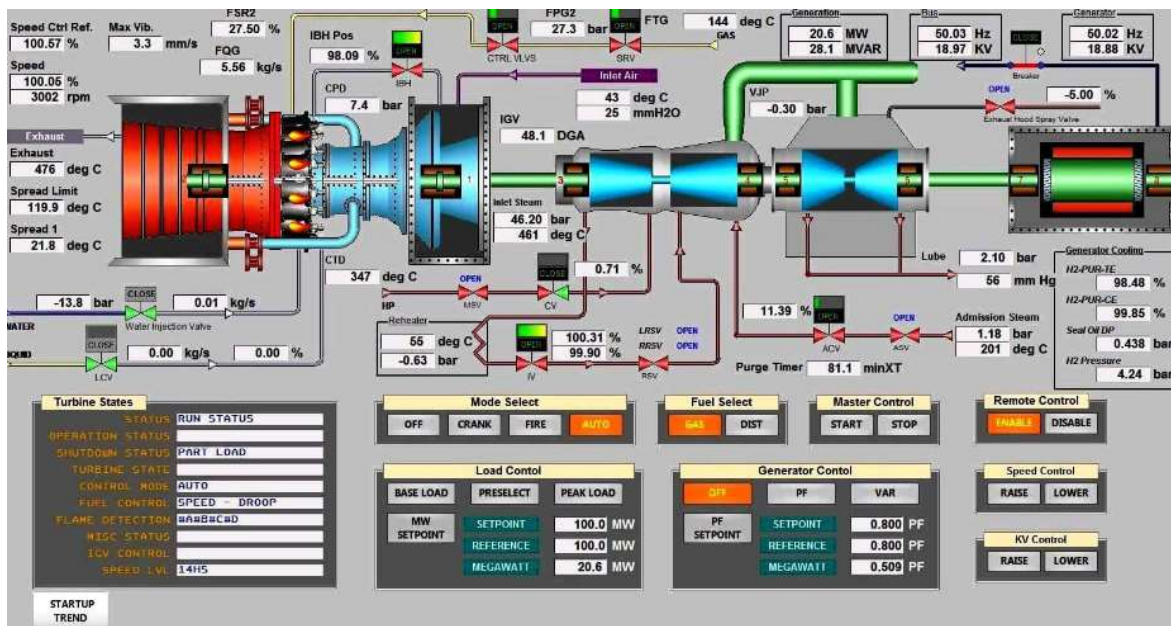 Speed Ctrl Ref.
100.57 %
Max Vib.
3.3 mm/s
FSR2
27.50 %
FQG
5.56 kg/s
Speed
100.05 %
3002 rpm
IBH Pos
98.09 %
OPEN
IBH
OPEN
CTRL VLVS
FPG2
27.3 bar
OPEN
SRV
FTG
144 deg C
GAS
Generation
20.6 MW
28.1 MVAR
Bus
50.03 Hz
18.97 KV
CLOSE
Breaker
Generator
50.02 Hz
18.88 KV
Inlet Air
43 deg C
25 mmH2O
CPD
7.4 bar
VJP
-0.30 bar
OPEN
-5.00 %
Exhaust Hood Spray Valve
IGV
48.1 DGA
Exhaust
Exhaust
476 deg C
Spread Limit
119.9 deg C
Spread 1
21.8 deg C
1
3
5
Inlet Steam
46.20 bar
461 deg C
CTD
347 deg C
HP
OPEN
MSV
CLOSE
CV
0.71 %
Lube
2.10 bar
56 mm Hg
Generator Cooling
H2-PUR-TE
98.48 %
H2-PUR-CE
99.85 %
Seal Oil DP
0.438 bar
H2 Pressure
4.24 bar
-13.8 bar
CLOSE
0.01 kg/s
WATER
Water Injection Valve
CLOSE
0.00 kg/s
0.00 %
LIQUID
LCV
Reheater
55 deg C
-0.63 bar
OPEN
IV
100.31 %
99.90 %
LRSV OPEN
RRSV OPEN
RSV
11.39 %
OPEN
ACV
OPEN
ASV
Admission Steam
1.18 bar
201 deg C
Purge Timer 81.1 minXT
Turbine States
STATUS RUN STATUS
OPERATION STATUS
SHUTDOWN STATUS PART LOAD
TURBINE STATE
CONTROL MODE AUTO
FUEL CONTROL SPEED - DROOP
FLAME DETECTION #A#B#C#D
MISC STATUS
IGV CONTROL
SPEED LVL 14HS
STARTUP
TREND
Mode Select
OFF CRANK FIRE AUTO
Fuel Select
GAS DIST
Master Control
START STOP
Remote Control
ENABLE DISABLE
Load Contol
BASE LOAD PRESELECT PEAK LOAD
MW
SETPOINT
SETPOINT 100.0 MW
REFERENCE 100.0 MW
MEGAWATT 20.6 MW
Generator Contol
OFF PF VAR
PF
SETPOINT
SETPOINT 0.800 PF
REFERENCE 0.800 PF
MEGAWATT 0.509 PF
Speed Control
RAISE LOWER
KV Control
RAISE LOWER